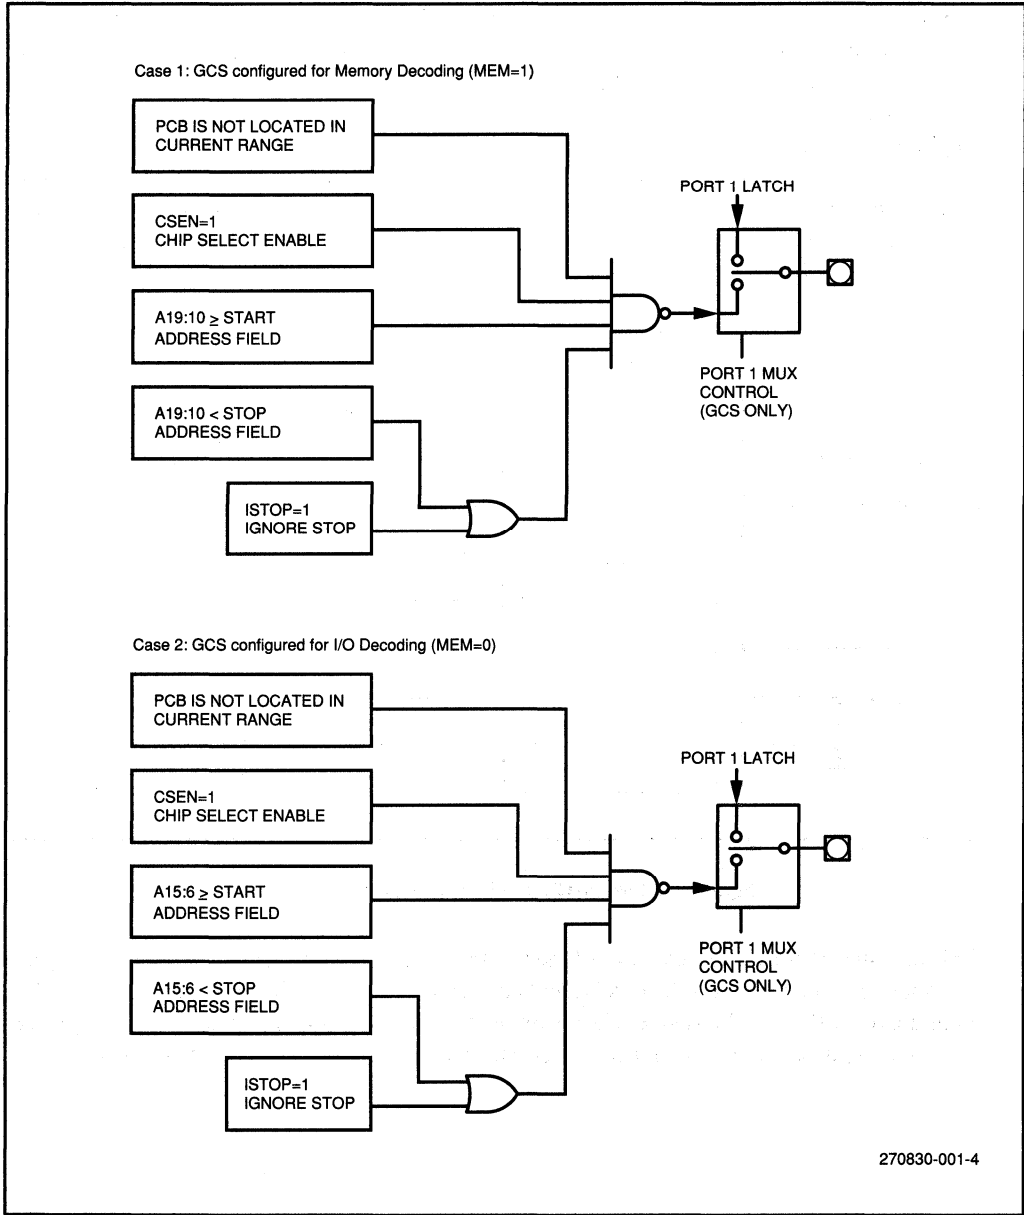 Case 1: GCS configured for Memory Decoding (MEM=1)
PCB IS NOT LOCATED IN
CURRENT RANGE
CSEN=1
CHIP SELECT ENABLE
A19:10 ≥ START
ADDRESS FIELD
A19:10 < STOP
ADDRESS FIELD
ISTOP=1
IGNORE STOP
PORT 1 LATCH
PORT 1 MUX
CONTROL
(GCS ONLY)
Case 2: GCS configured for I/O Decoding (MEM=0)
PCB IS NOT LOCATED IN
CURRENT RANGE
CSEN=1
CHIP SELECT ENABLE
A15:6 ≥ START
ADDRESS FIELD
A15:6 < STOP
ADDRESS FIELD
ISTOP=1
IGNORE STOP
PORT 1 LATCH
PORT 1 MUX
CONTROL
(GCS ONLY)
270830-001-4